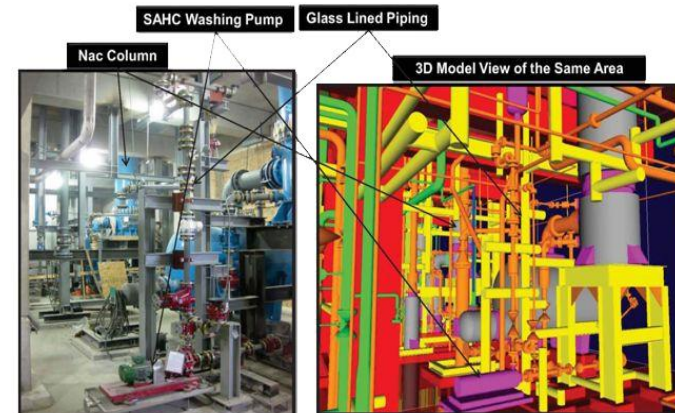 SAHC Washing Pump
Glass Lined Piping
Nac Column
3D Model View of the Same Area